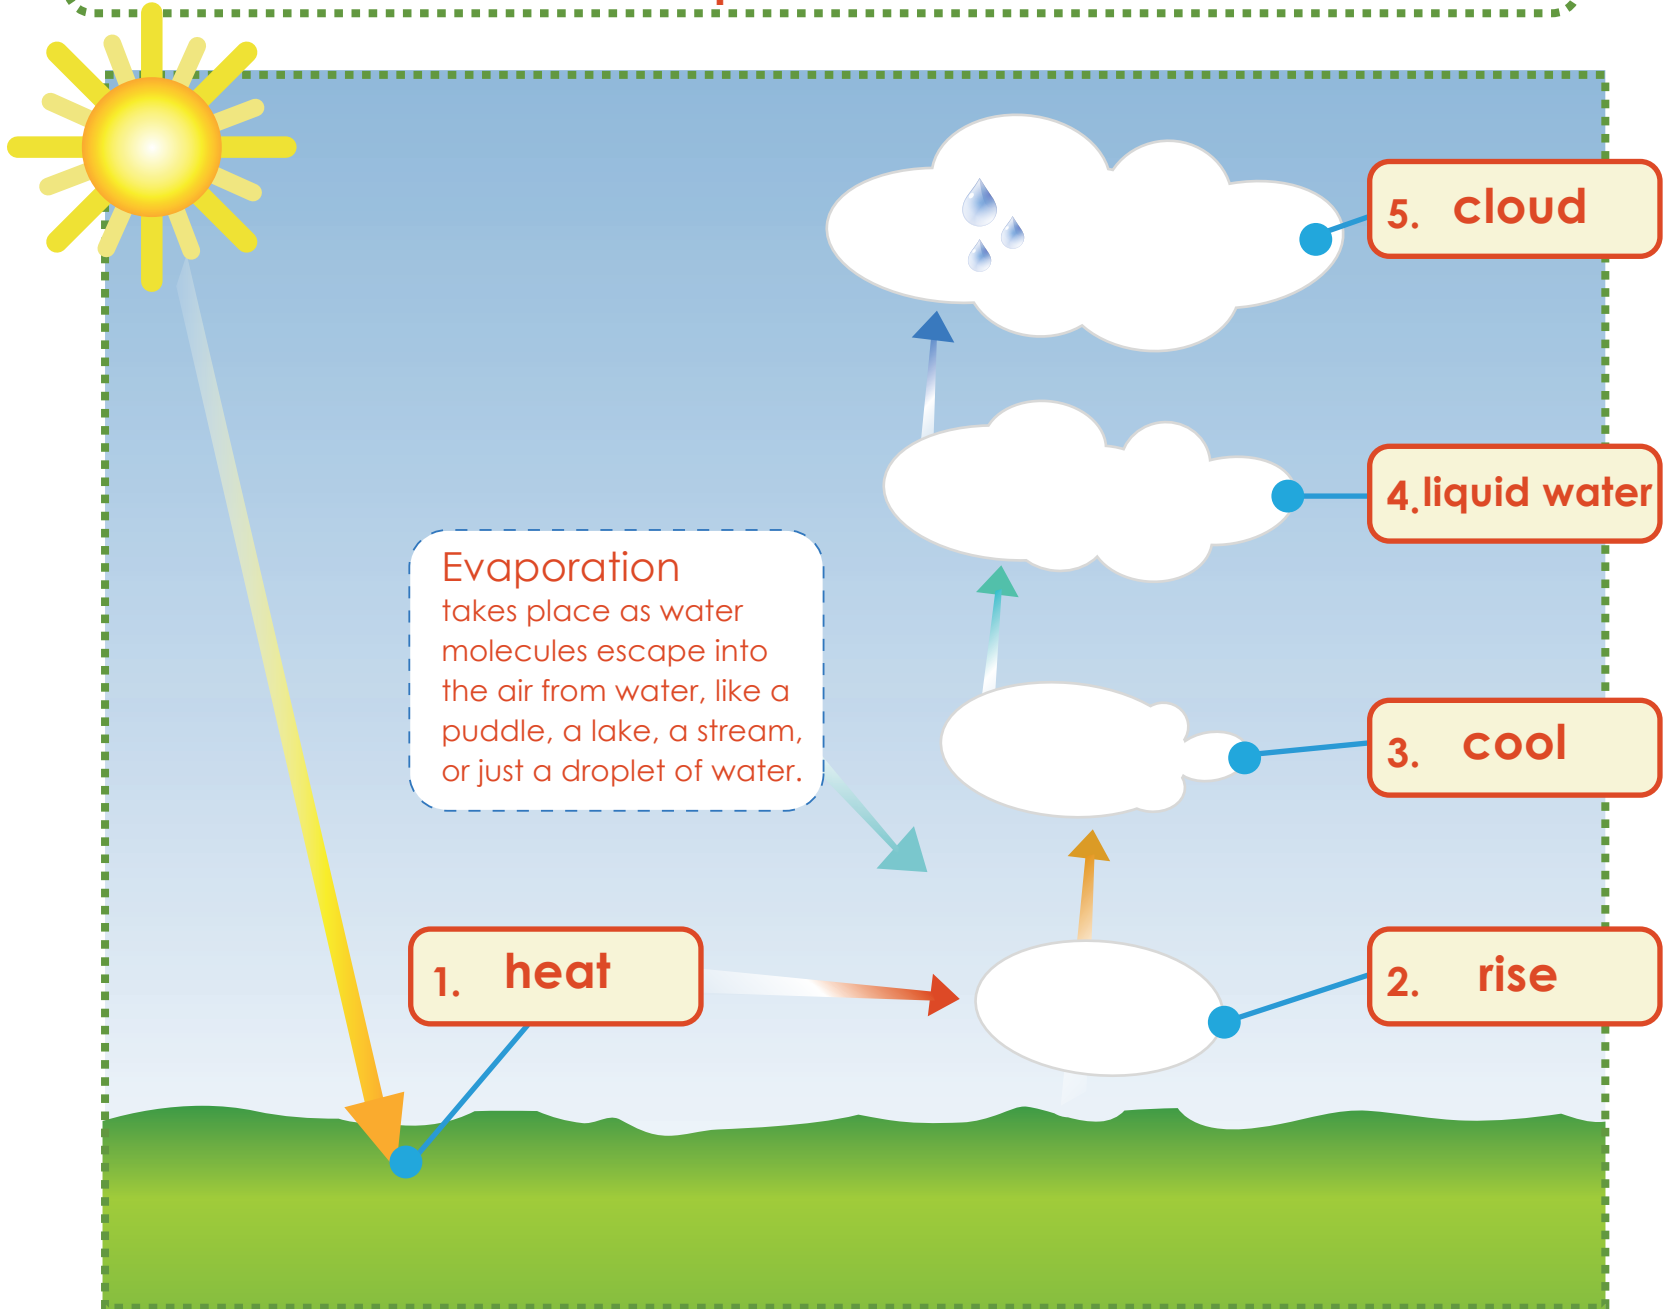 5. cloud
4. liquid water
Evaporation
takes place as water
molecules escape into
the air from water, like a
puddle, a lake, a stream,
or just a droplet of water.
3. cool
1. heat
2. rise